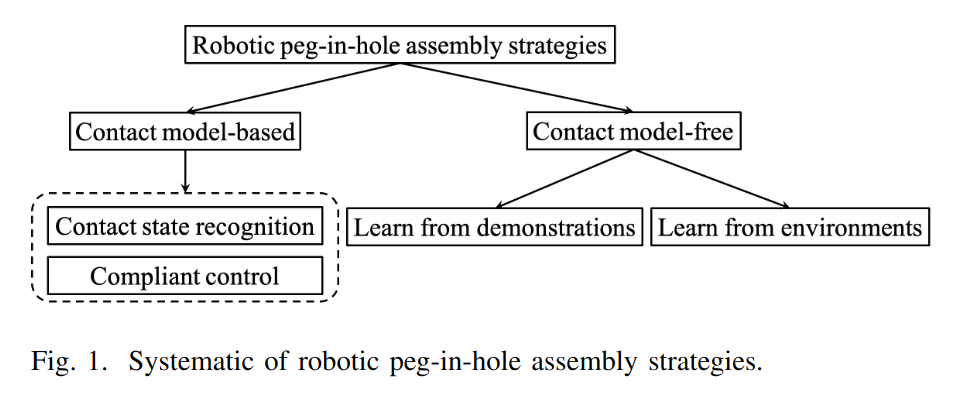 Robotic peg-in-hole assembly strategies
Contact model-based
Contact model-free
Contact state recognition
Compliant control
Learn from demonstrations
Learn from environments
Fig. 1. Systematic of robotic peg-in-hole assembly strategies.